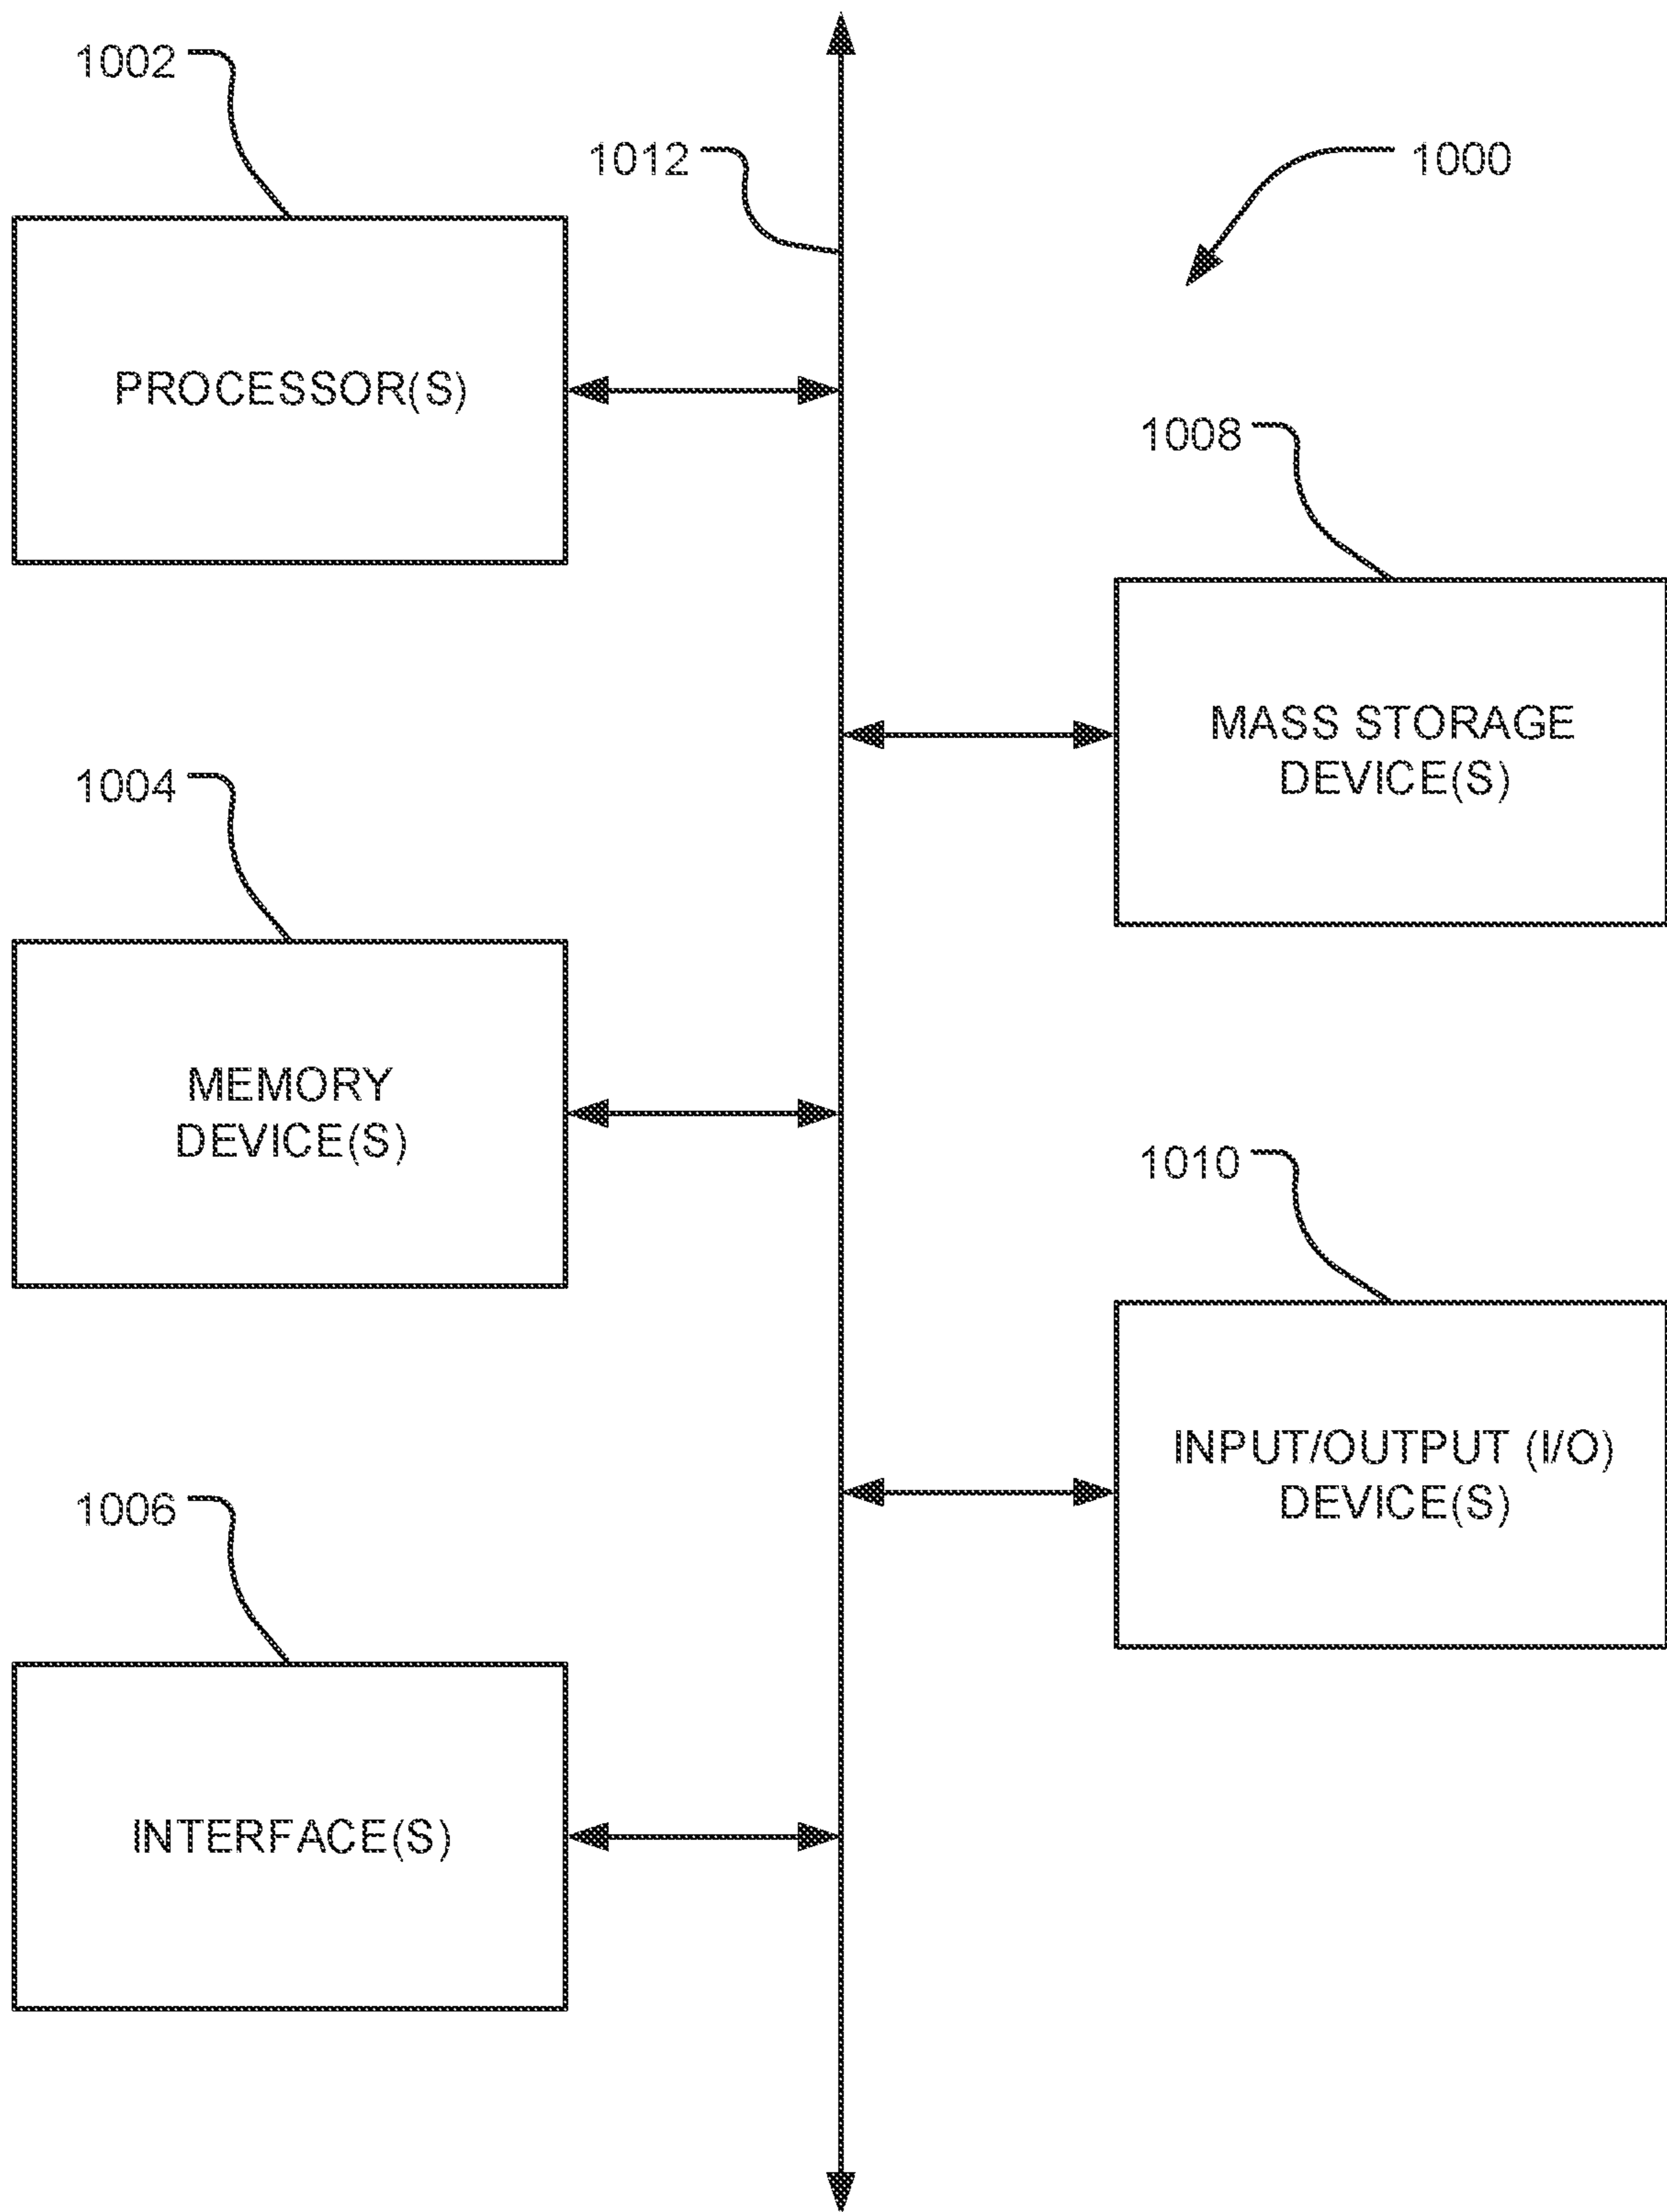 1002
1012
1000
PROCESSOR(S)
1008
MASS STORAGE
DEVICE(S)
1004
MEMORY
DEVICE(S)
1010
INPUT/OUTPUT (I/O)
DEVICE(S)
1006
INTERFACE(S)